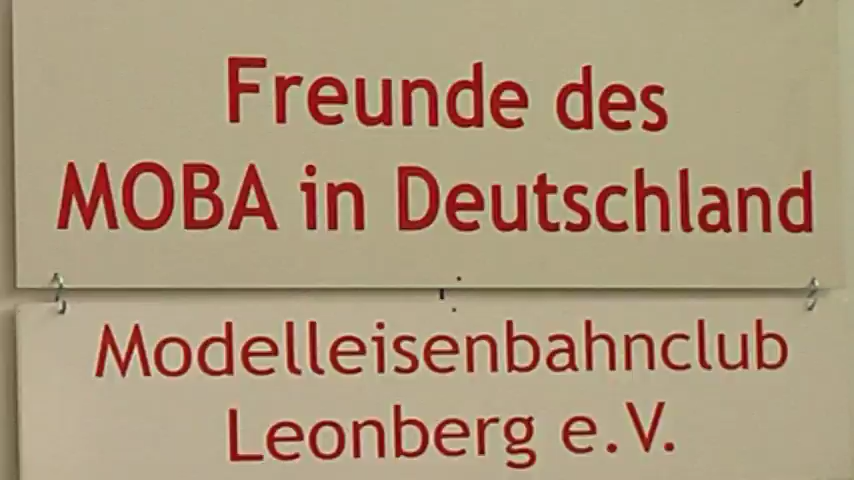 Freunde des
MOBA in Deutschland
Modelleisenbahnclub
Leonberg e.V.